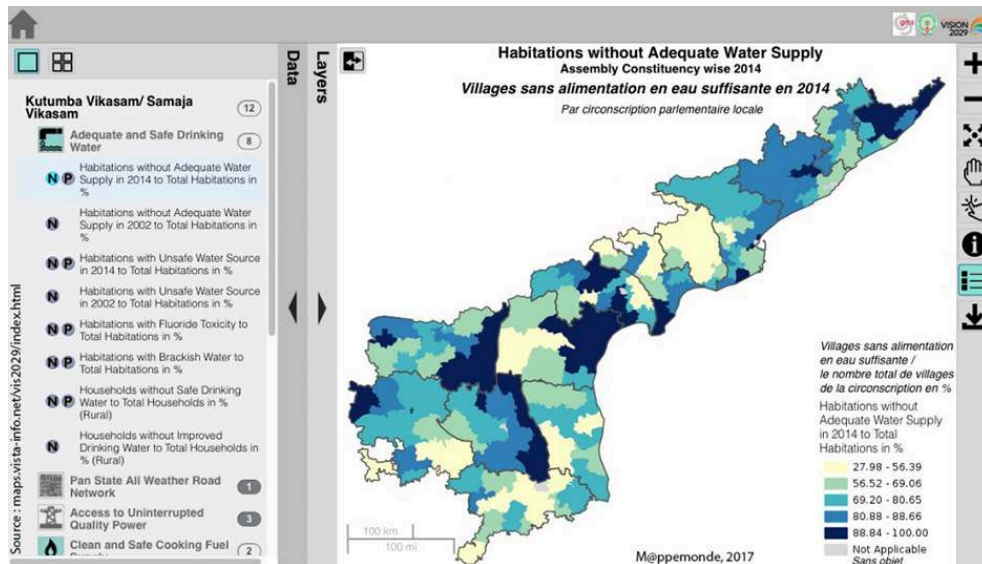 VISION
2029
Data
Layers
Kutumba Vikasam/ Samaja
Vikasam
12
Adequate and Safe Drinking
Water
8
N P
Habitations without Adequate Water
Supply in 2014 to Total Habitations in
%
N
Habitations without Adequate Water
Supply in 2002 to Total Habitations in
%
N P
Habitations with Unsafe Water Source
in 2014 to Total Habitations in %
N
Habitations with Unsafe Water Source
in 2002 to Total Habitations in %
N P
Habitations with Fluoride Toxicity to
Total Habitations in %
N P
Habitations with Brackish Water to
Total Habitations in %
N P
Households without Safe Drinking
Water to Total Households in %
(Rural)
N
Households without Improved
Drinking Water to Total Households in
% (Rural)
Pan State All Weather Road
Network
1
Access to Uninterrupted
Quality Power
3
Clean and Safe Cooking Fuel
2
Source : maps.vista-info.net/vis2029/index.html
Habitations without Adequate Water Supply
Assembly Constituency wise 2014
Villages sans alimentation en eau suffisante en 2014
Par circonscription parlementaire locale
Villages sans alimentation
en eau suffisante /
le nombre total de villages
de la circonscription en %
Habitations without
Adequate Water Supply
in 2014 to Total
Habitations in %
27.98 - 56.39
56.52 - 69.06
69.20 - 80.65
80.88 - 88.66
88.84 - 100.00
Not Applicable
Sans objet
100 km
100 mi
M@ppemonde, 2017